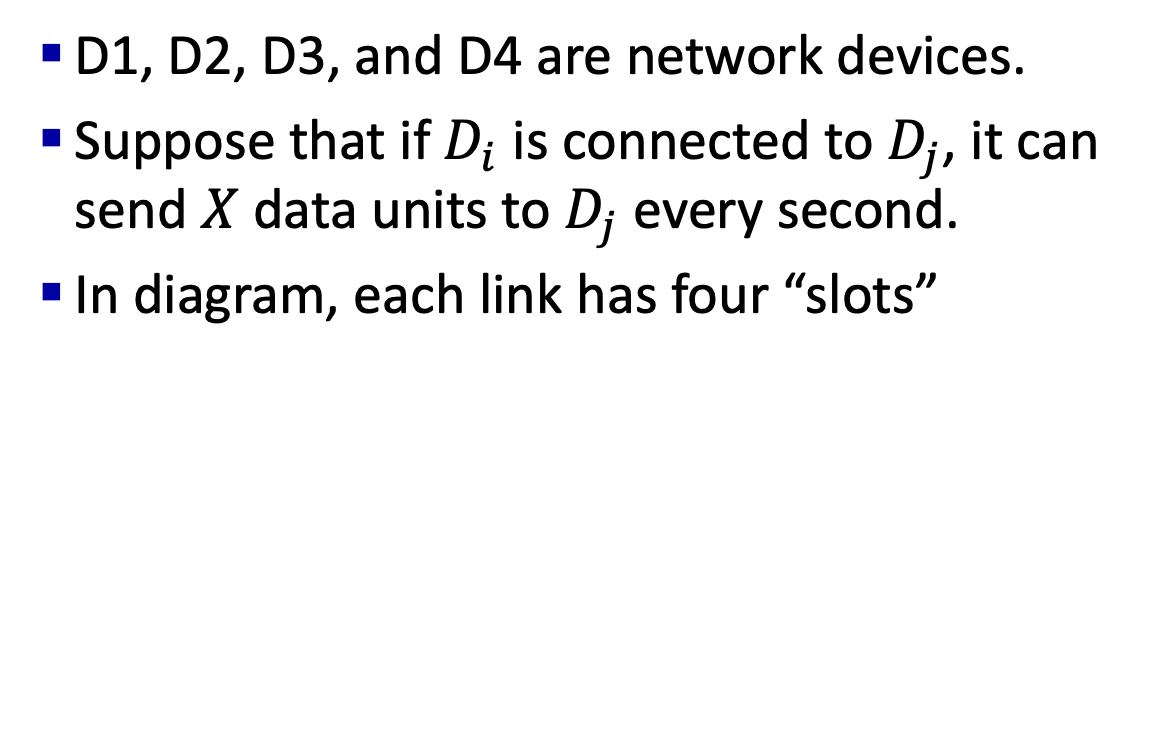 ▪ D1, D2, D3, and D4 are network devices.
▪ Suppose that if Dᵢ is connected to Dⱼ, it can
send X data units to Dⱼ every second.
▪ In diagram, each link has four “slots”